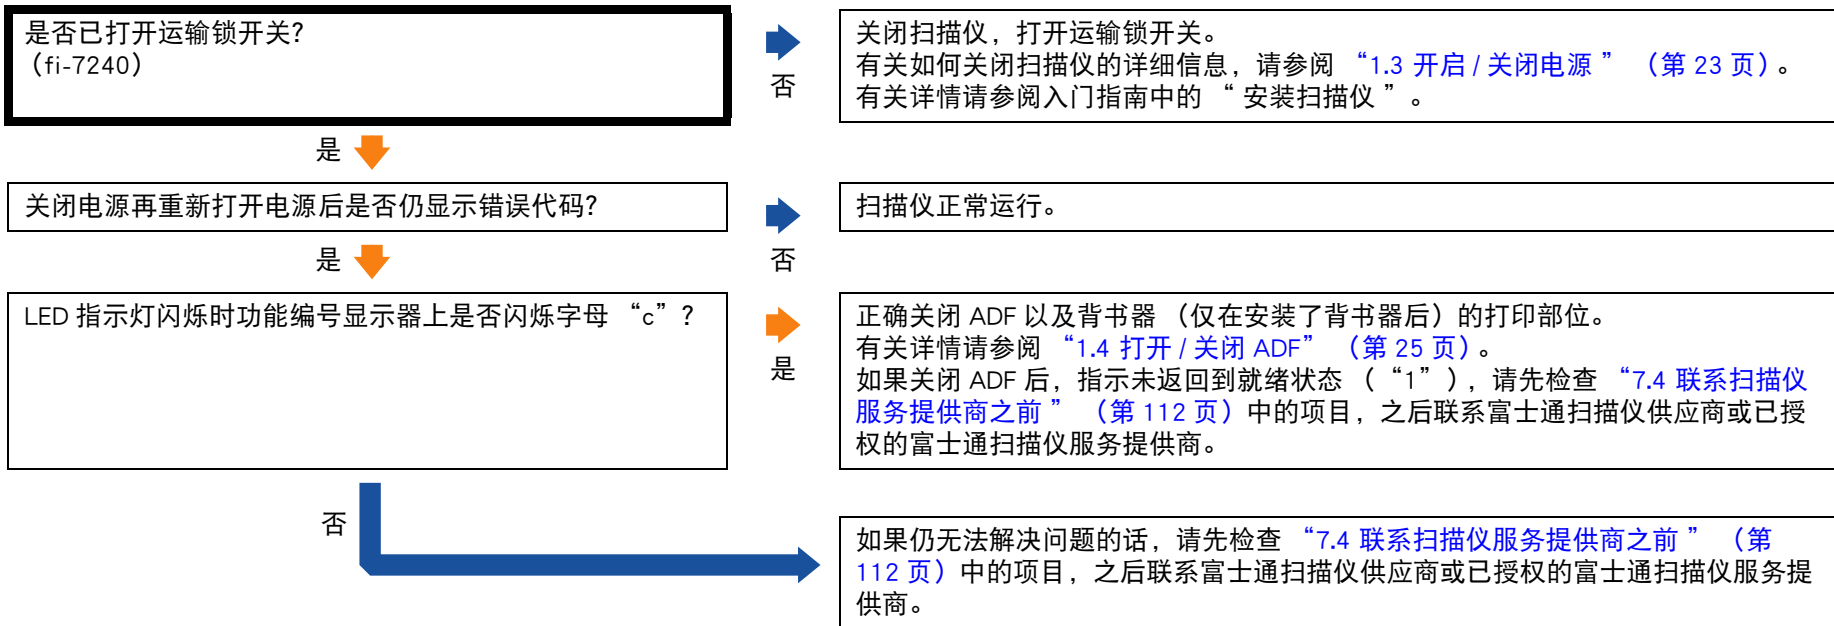 是否已打开运输锁开关？
（fi-7240）
否
关闭扫描仪，打开运输锁开关。
有关如何关闭扫描仪的详细信息，请参阅 “1.3 开启 / 关闭电源 ” （第 23 页）。
有关详情请参阅入门指南中的 “ 安装扫描仪 ”。
是
关闭电源再重新打开电源后是否仍显示错误代码？
否
扫描仪正常运行。
是
LED 指示灯闪烁时功能编号显示器上是否闪烁字母 “c”？
是
正确关闭 ADF 以及背书器 （仅在安装了背书器后）的打印部位。
有关详情请参阅 “1.4 打开 / 关闭 ADF” （第 25 页）。
如果关闭 ADF 后，指示未返回到就绪状态 （ “1” ），请先检查 “7.4 联系扫描仪
服务提供商之前 ” （第 112 页）中的项目，之后联系富士通扫描仪供应商或已授
权的富士通扫描仪服务提供商。
否
如果仍无法解决问题的话，请先检查 “7.4 联系扫描仪服务提供商之前 ” （第
112 页）中的项目，之后联系富士通扫描仪供应商或已授权的富士通扫描仪服务提
供商。